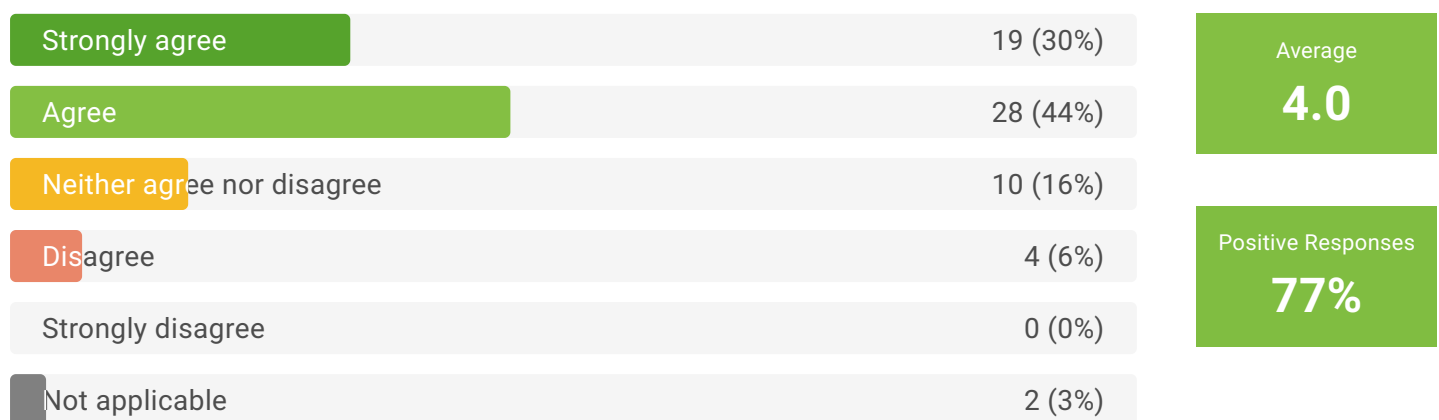 Strongly agree 19 (30%)
Agree 28 (44%)
Neither agree nor disagree 10 (16%)
Disagree 4 (6%)
Strongly disagree 0 (0%)
Not applicable 2 (3%)
Average
4.0
Positive Responses
77%